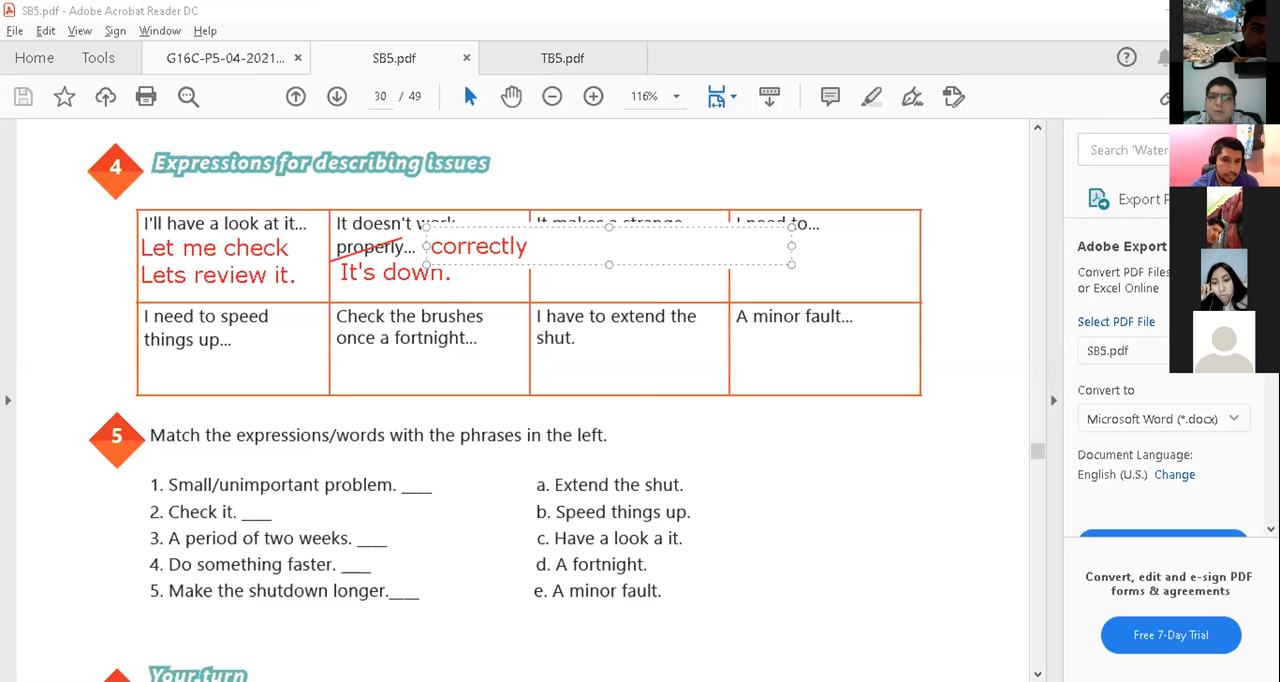 SB5.pdf - Adobe Acrobat Reader DC
File Edit View Sign Window Help
Home Tools G16C-P5-04-2021... × SB5.pdf × TB5.pdf
30 / 49 116%
4 Expressions for describing issues
I'll have a look at it...
Let me check
Lets review it.
It doesn't work
properly... correctly
It's down.
It makes a strange
I need to...
I need to speed
things up...
Check the brushes
once a fortnight...
I have to extend the
shut.
A minor fault...
5 Match the expressions/words with the phrases in the left.
1. Small/unimportant problem. ____
2. Check it. ____
3. A period of two weeks. ____
4. Do something faster. ____
5. Make the shutdown longer.____
a. Extend the shut.
b. Speed things up.
c. Have a look a it.
d. A fortnight.
e. A minor fault.
Your turn
Search 'Water
Export P
Adobe Export
Convert PDF Files
or Excel Online
Select PDF File
SB5.pdf
Convert to
Microsoft Word (*.docx)
Document Language:
English (U.S.) Change
Convert, edit and e-sign PDF
forms & agreements
Free 7-Day Trial